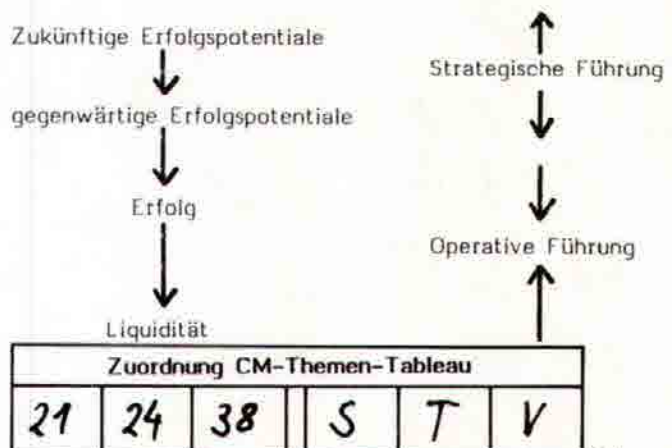 Zukünftige Erfolgspotentiale
Strategische Führung
gegenwärtige Erfolgspotentiale
Erfolg
Operative Führung
Liquidität
Zuordnung CM-Themen-Tableau
21 24 38 S T V